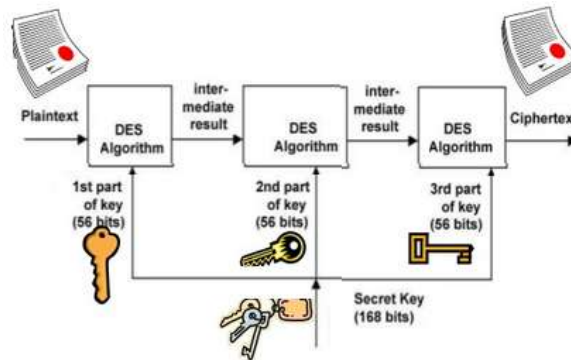 Plaintext
DES
Algorithm
inter-
mediate
result
DES
Algorithm
inter-
mediate
result
DES
Algorithm
Ciphertex
1st part
of key
(56 bits)
2nd part
of key
(56 bits)
3rd part
of key
(56 bits)
Secret Key
(168 bits)